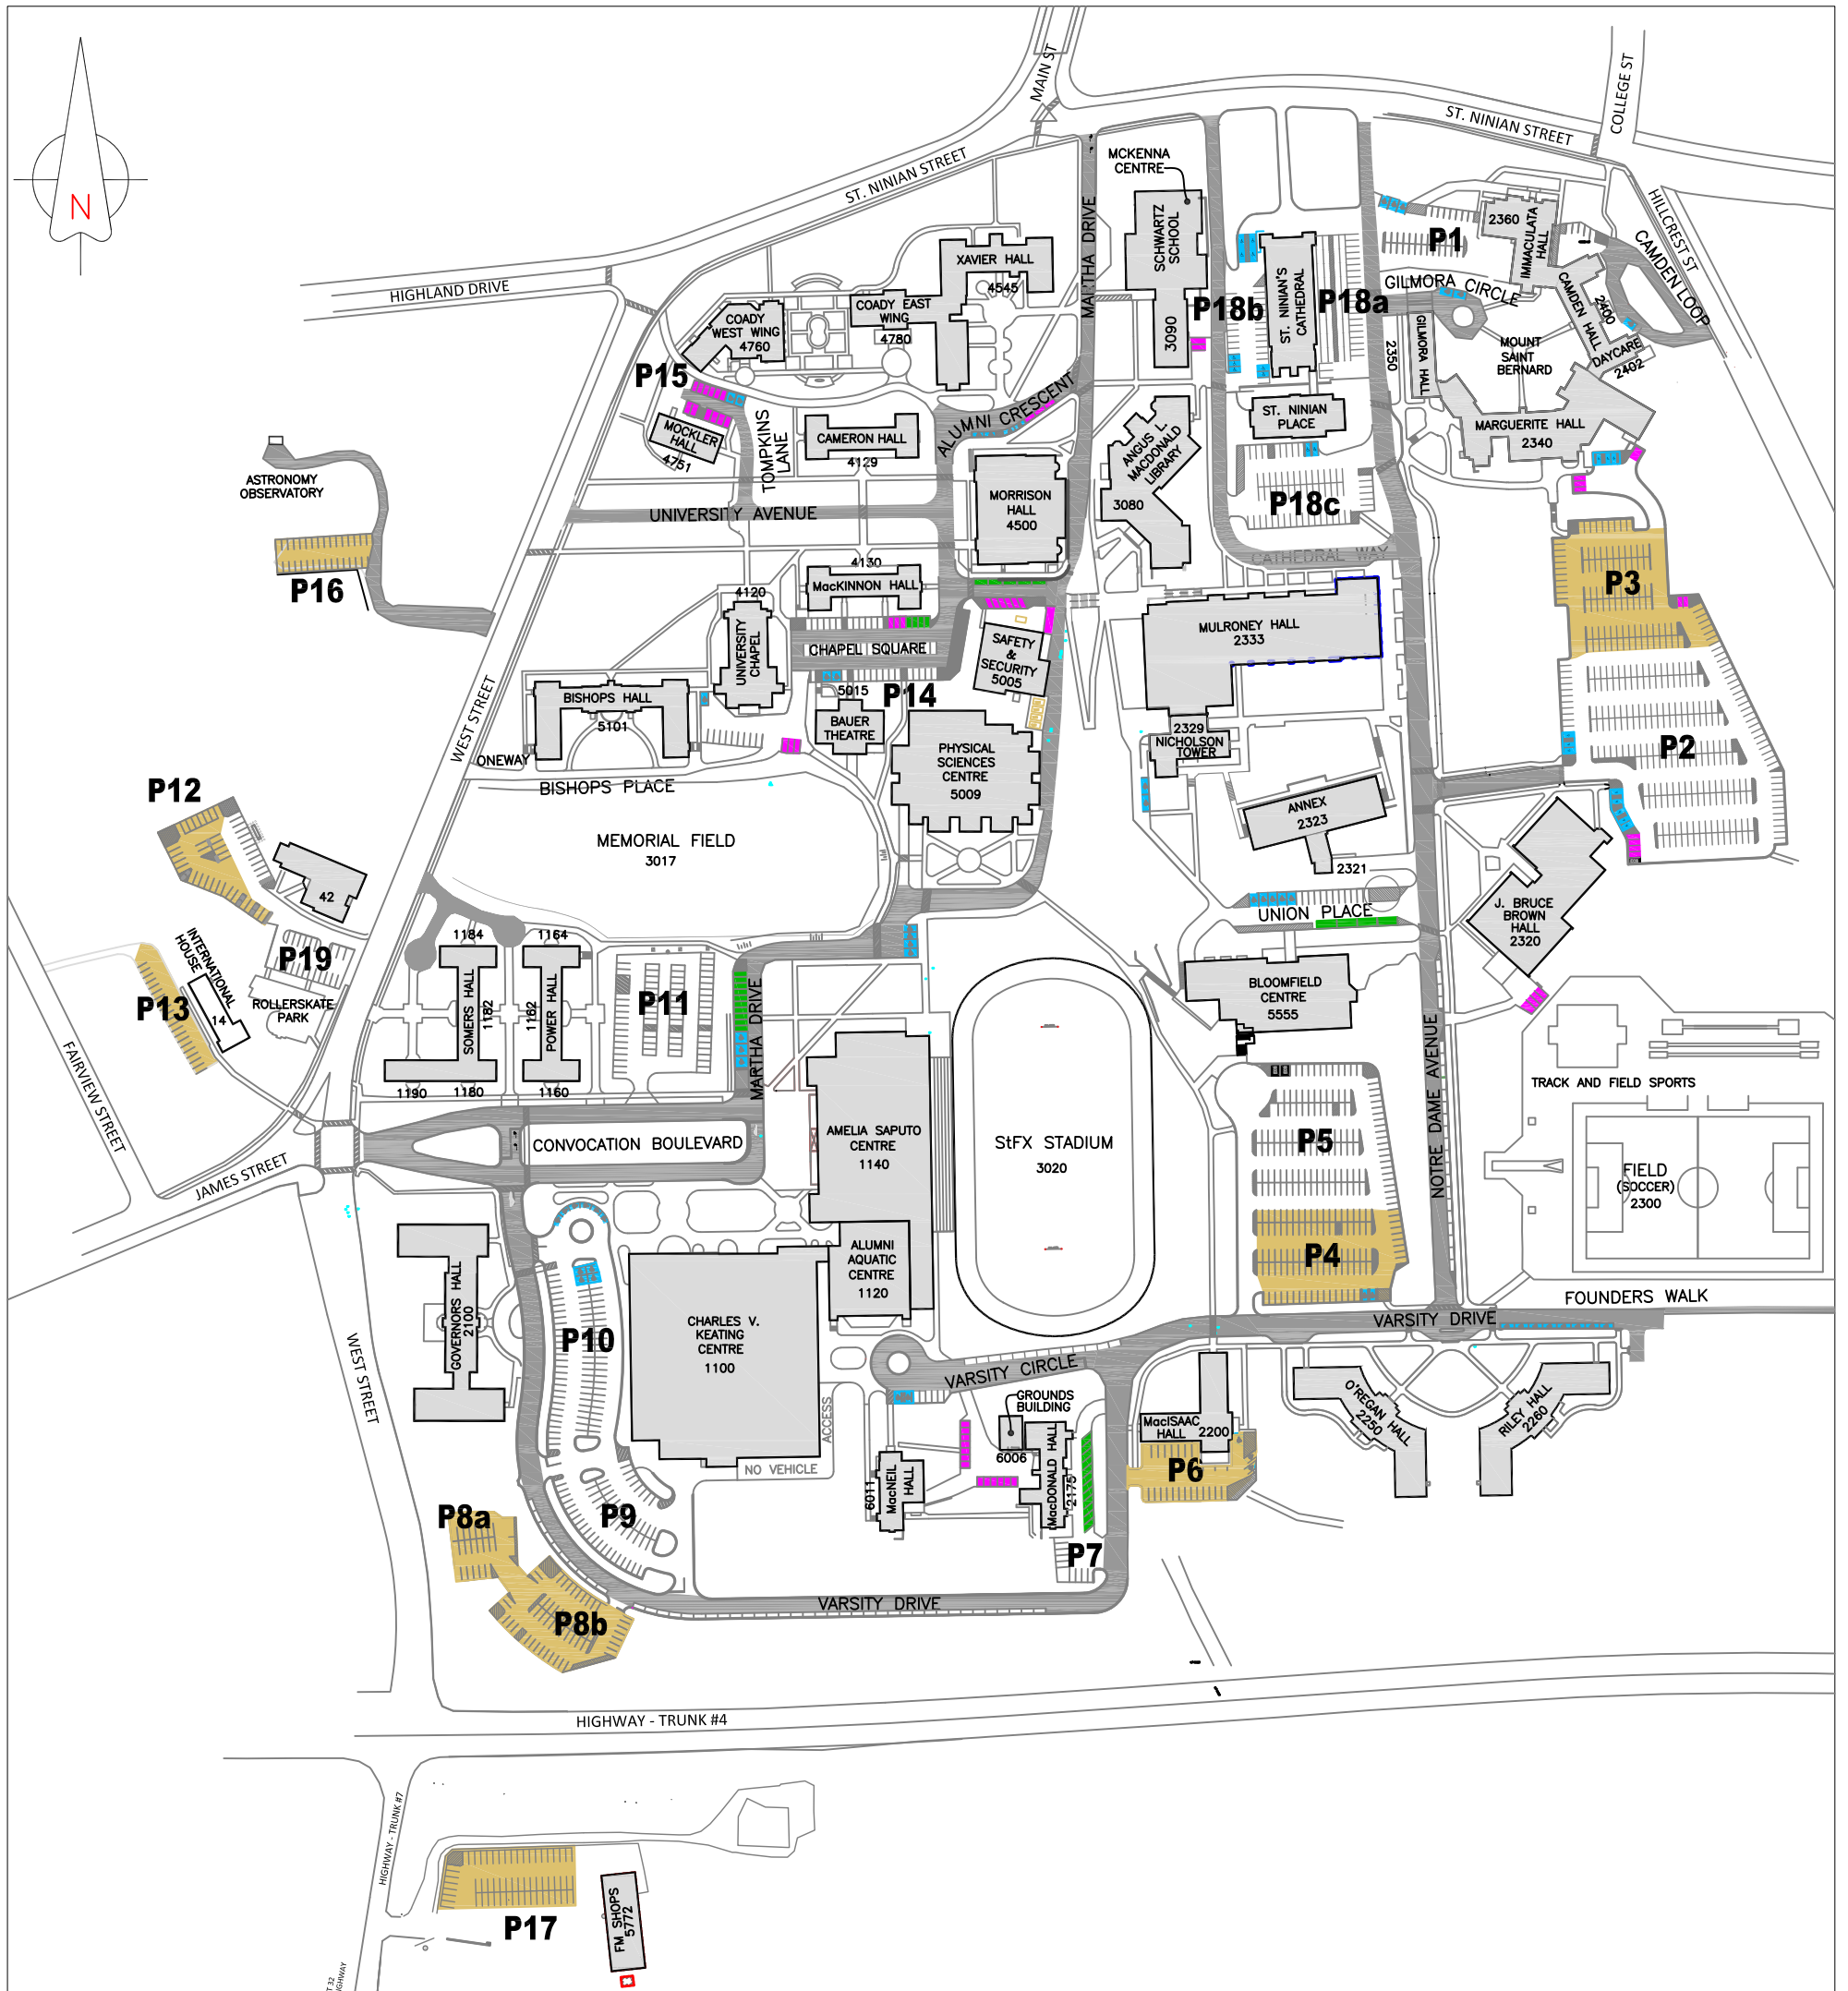 MAIN ST
COLLEGE ST
ST. NINIAN STREET
MCKENNA
CENTRE
ST. NINIAN STREET
N
HILLCREST ST
MARTHA DRIVE
SCHWARTZ
SCHOOL
3090
2360
IMMACULATA
HALL
P1
CAMDEN LOOP
XAVIER HALL
4545
HIGHLAND DRIVE
GILMORA CIRCLE
COADY EAST
WING
4780
COADY
WEST WING
4760
P18b
ST. NINIAN'S
CATHEDRAL
P18a
CAMDEN HALL
2400
DAYCARE
2402
GILMORA HALL
2350
MOUNT
SAINT
BERNARD
P15
ALUMNI CRESCENT
ST. NINIAN
PLACE
MARGUERITE HALL
2340
MOCKLER
HALL
4751
TOMPKINS
LANE
CAMERON HALL
4129
ANGUS L.
MACDONALD
LIBRARY
3080
ASTRONOMY
OBSERVATORY
MORRISON
HALL
4500
P18c
UNIVERSITY AVENUE
CATHEDRAL WAY
P16
4130
MacKINNON HALL
P3
4120
UNIVERSITY
CHAPEL
MULRONEY HALL
2333
CHAPEL SQUARE
SAFETY
&
SECURITY
5005
5015
P14
BISHOPS HALL
5101
BAUER
THEATRE
WEST STREET
2329
NICHOLSON
TOWER
P2
PHYSICAL
SCIENCES
CENTRE
5009
ONEWAY
BISHOPS PLACE
P12
ANNEX
2323
MEMORIAL FIELD
3017
2321
42
UNION PLACE
J. BRUCE
BROWN
HALL
2320
INTERNATIONAL
HOUSE
14
P19
1184
1164
P13
ROLLERSKATE
PARK
SOMERS HALL
1182
1162
POWER HALL
P11
MARTHA DRIVE
BLOOMFIELD
CENTRE
5555
FAIRVIEW STREET
1190
1180
1160
NOTRE DAME AVENUE
TRACK AND FIELD SPORTS
CONVOCATION BOULEVARD
AMELIA SAPUTO
CENTRE
1140
StFX STADIUM
3020
P5
JAMES STREET
FIELD
(SOCCER)
2300
P4
ALUMNI
AQUATIC
CENTRE
1120
GOVERNORS HALL
2100
FOUNDERS WALK
VARSITY DRIVE
CHARLES V.
KEATING
CENTRE
1100
P10
WEST STREET
VARSITY CIRCLE
GROUNDS
BUILDING
6006
O'REGAN HALL
2250
RILEY HALL
2260
ACCESS
MacISAAC
HALL 2200
NO VEHICLE
6011
MacNEIL
HALL
MacDONALD HALL
2175
P6
P8a
P9
P7
P8b
VARSITY DRIVE
HIGHWAY - TRUNK #4
HIGHWAY - TRUNK #7
P17
FM SHOPS
5772